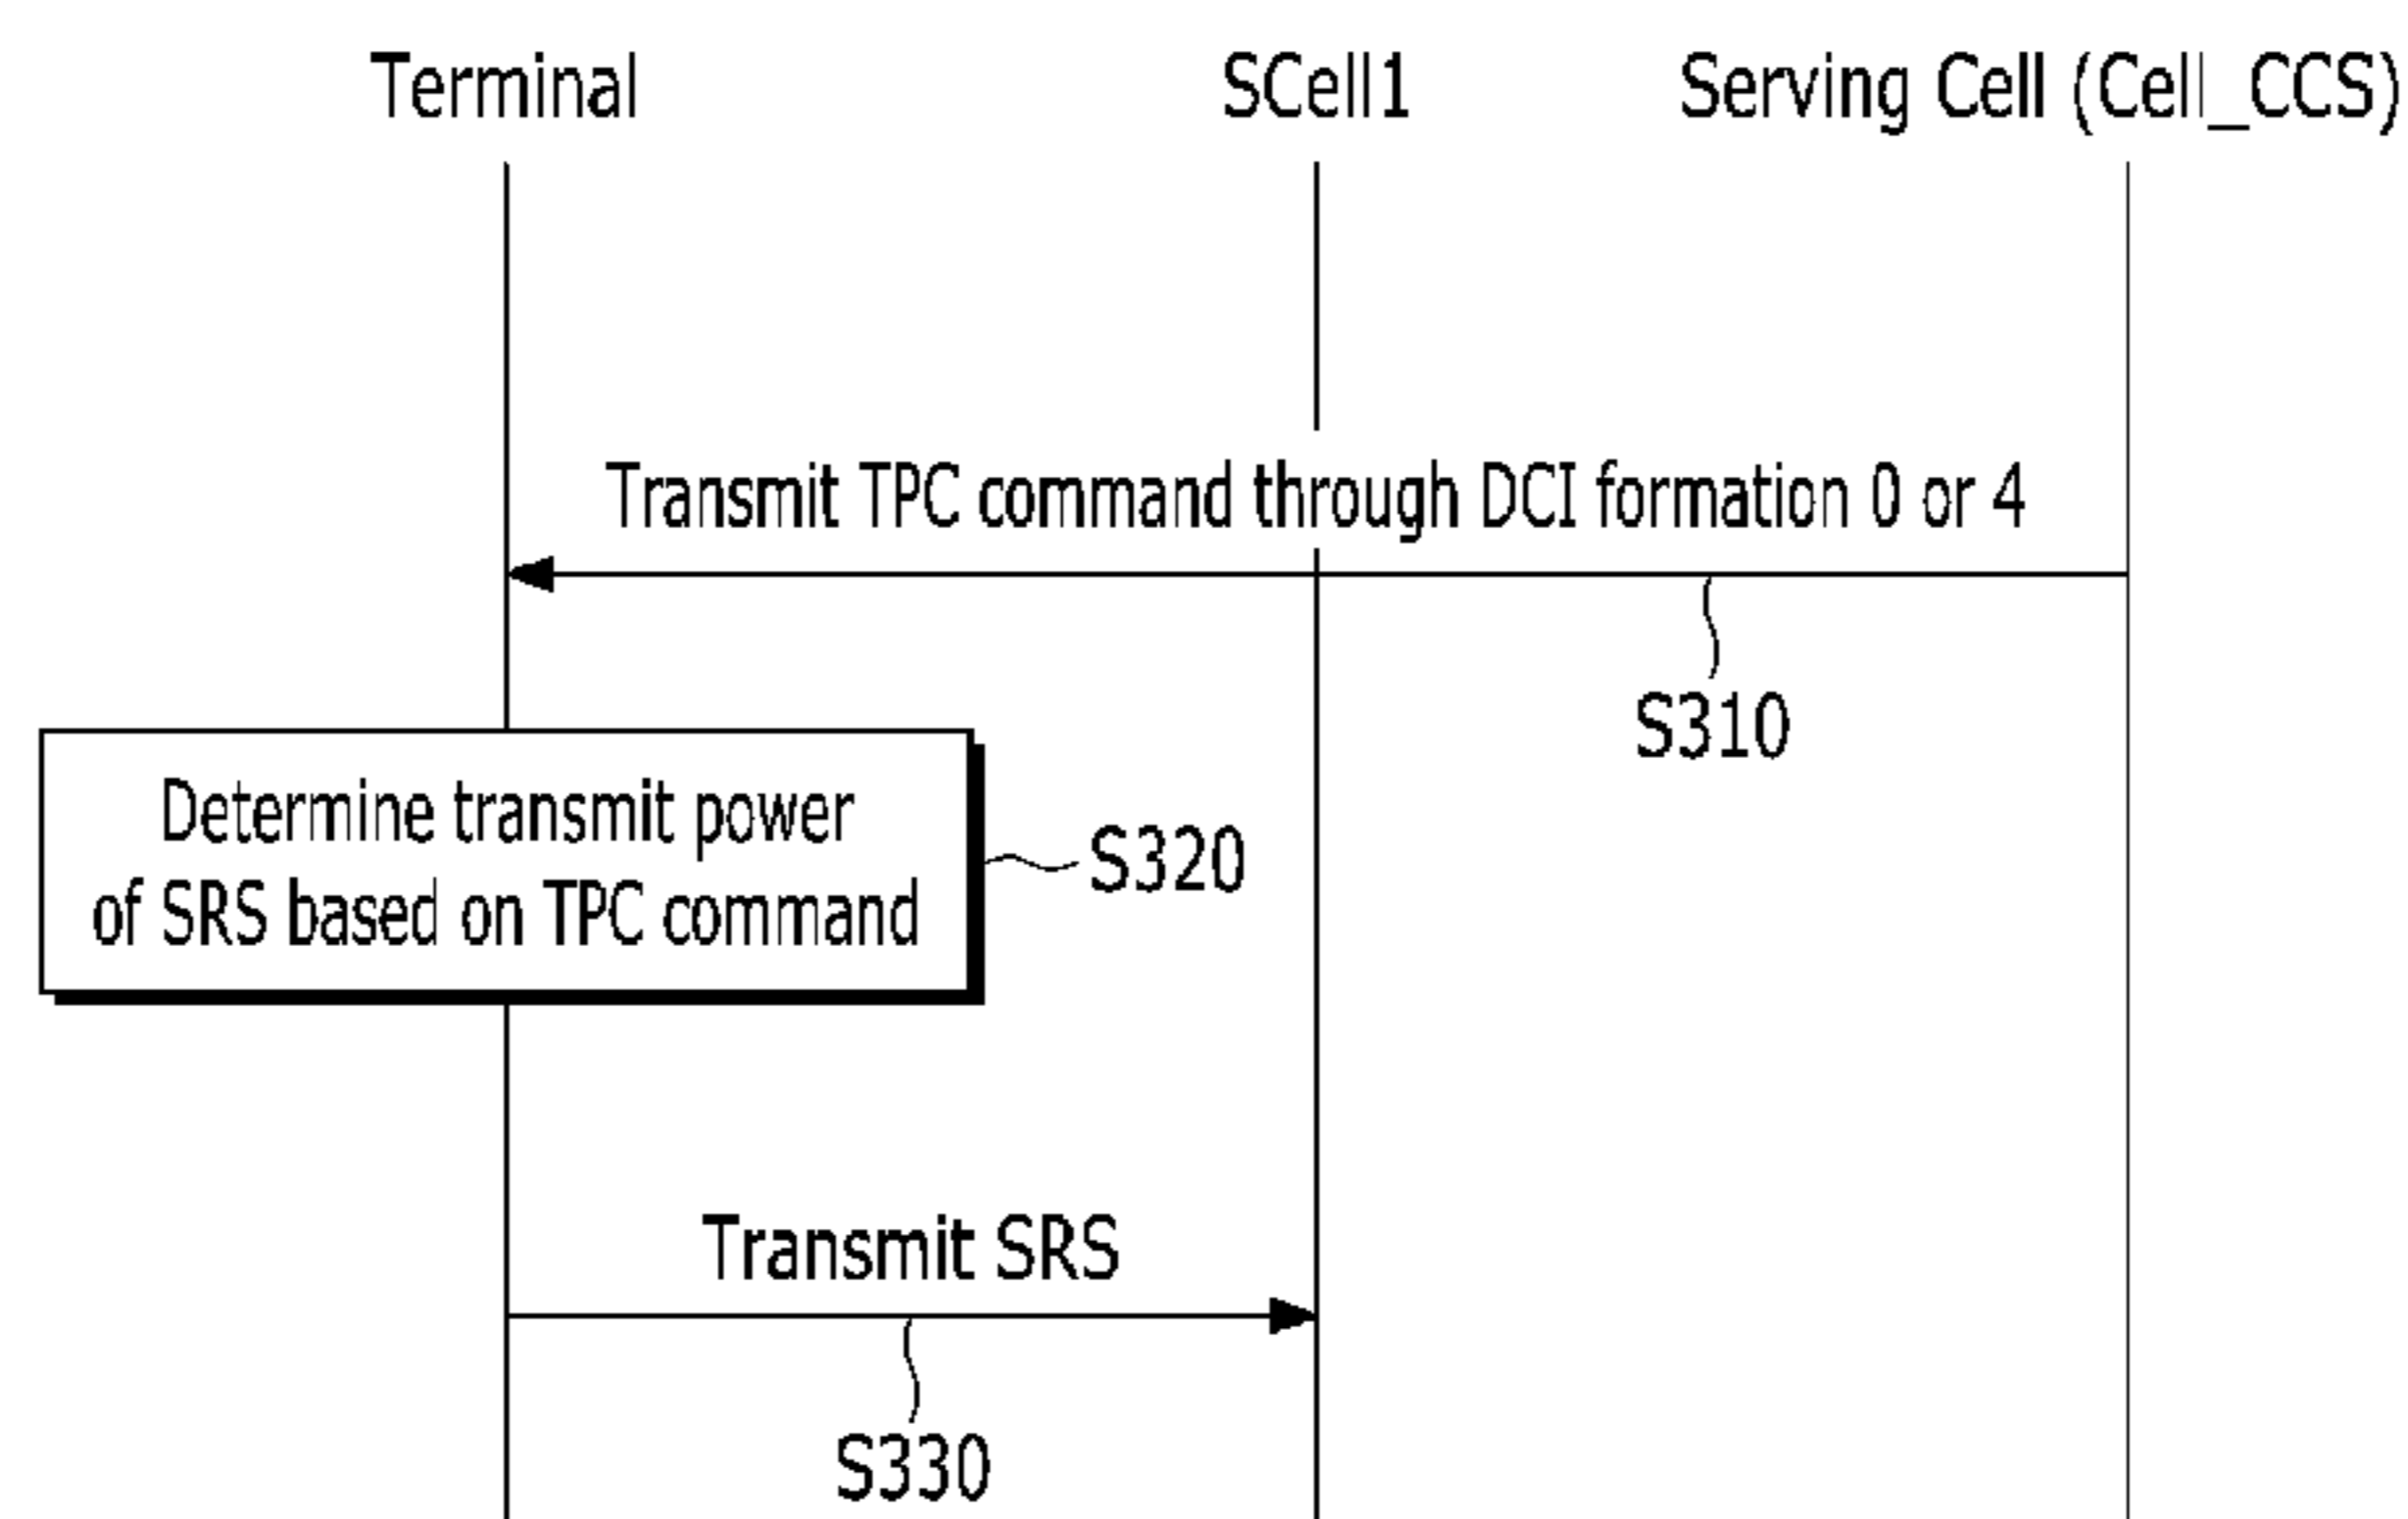 Terminal
SCell1
Serving Cell (Cell_CCS)
Transmit TPC command through DCI formation 0 or 4
S310
Determine transmit power
of SRS based on TPC command
S320
Transmit SRS
S330